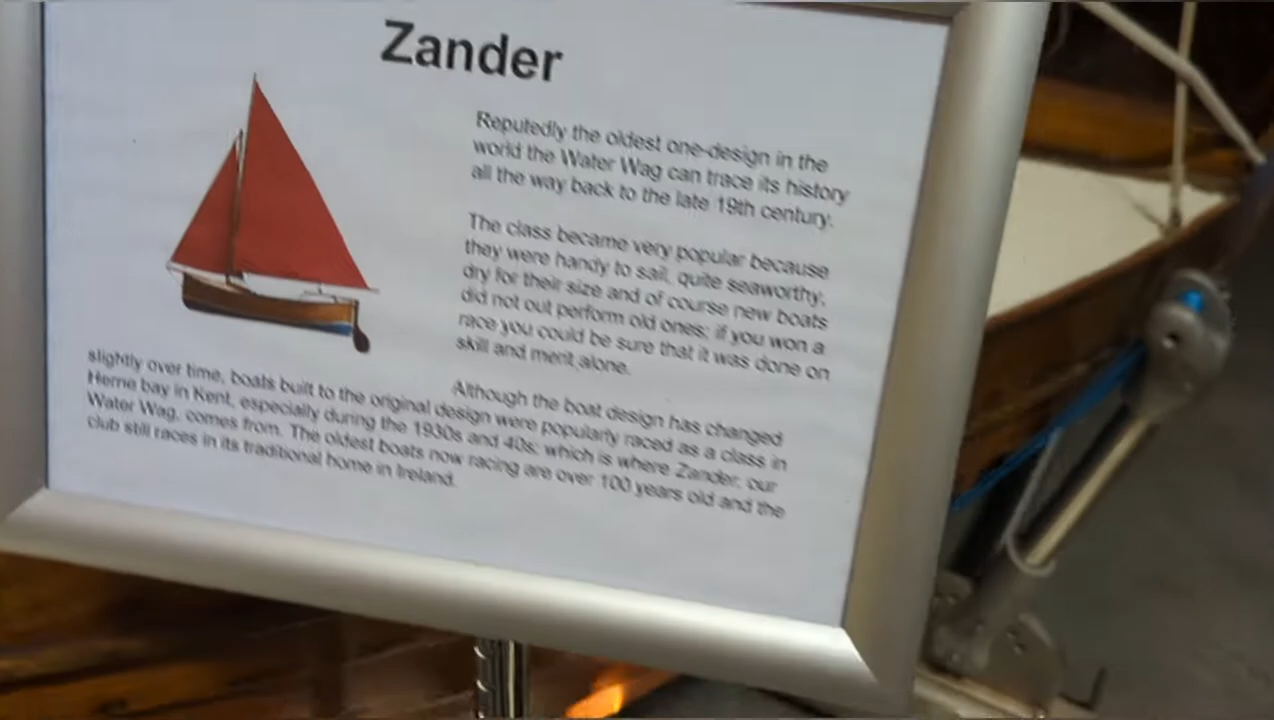 Zander
Reputedly the oldest one-design in the
world the Water Wag can trace its history
all the way back to the late 19th century.
The class became very popular because
they were handy to sail, quite seaworthy,
dry for their size and of course new boats
did not out perform old ones; if you won a
race you could be sure that it was done on
skill and merit alone.
Although the boat design has changed
slightly over time, boats built to the original design were popularly raced as a class in
Herne bay in Kent, especially during the 1930s and 40s; which is where Zander, our
Water Wag, comes from. The oldest boats now racing are over 100 years old and the
club still races in its traditional home in Ireland.